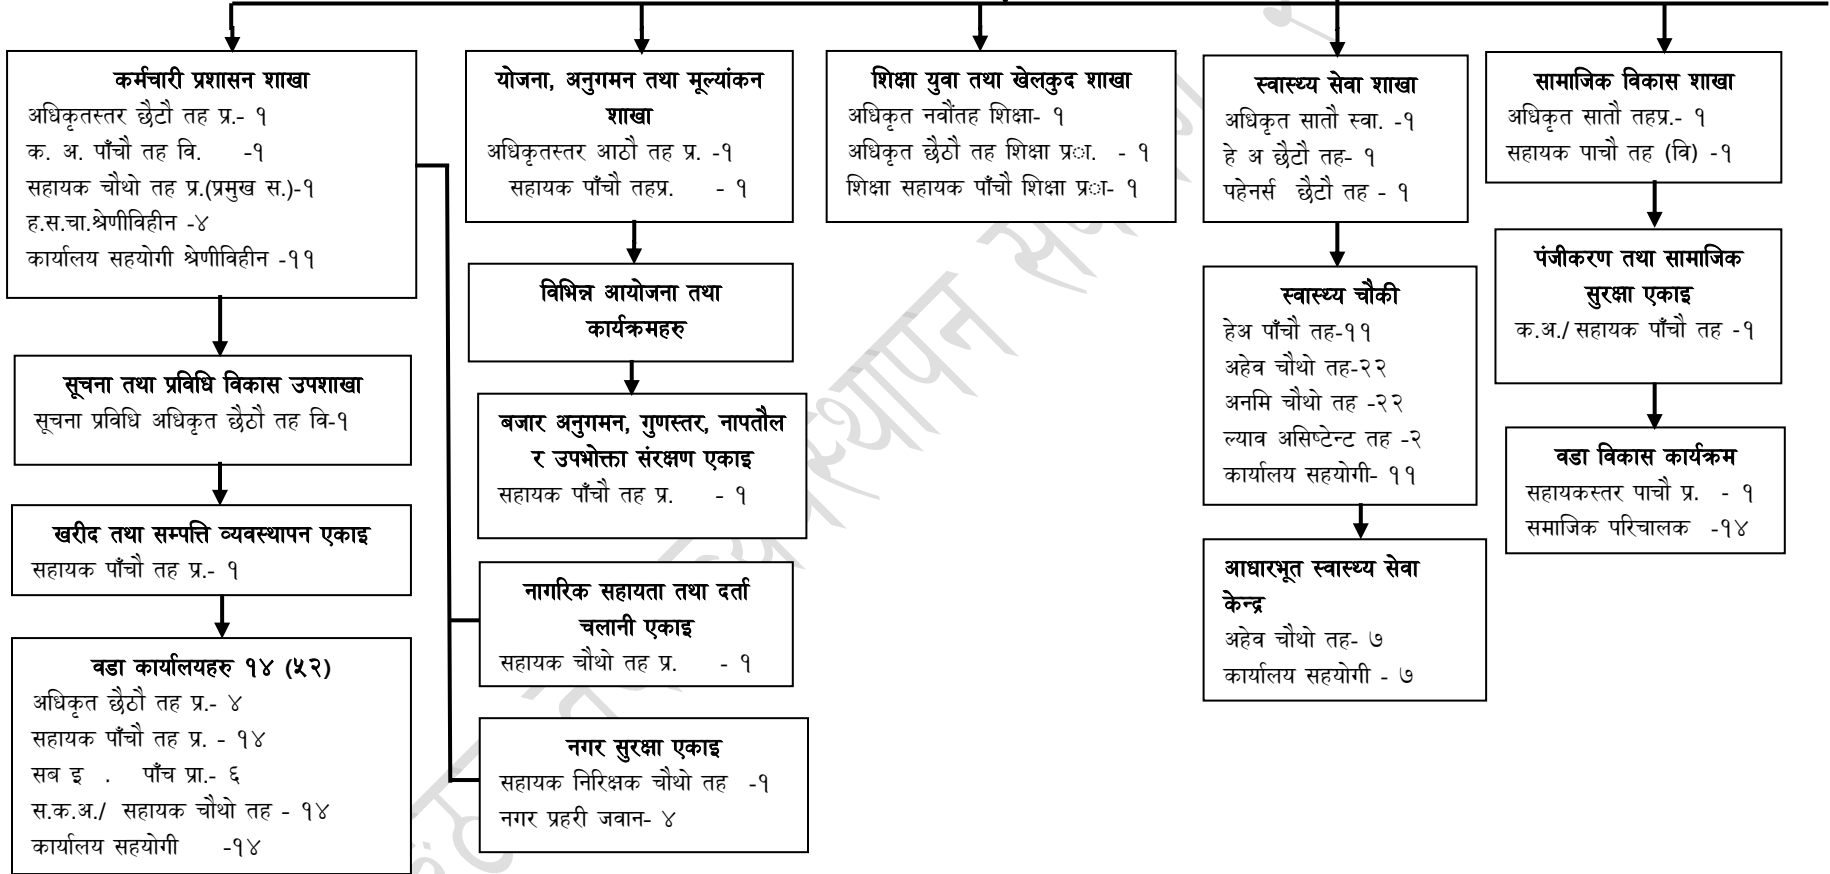 कर्मचारी प्रशासन शाखा
अधिकृतस्तर छैटौ तह प्र.- १
क. अ. पाँचौ तह वि. -१
सहायक चौथो तह प्र.(प्रमुख स.)-१
ह.स.चा.श्रेणीविहीन -४
कार्यालय सहयोगी श्रेणीविहीन -११
सूचना तथा प्रविधि विकास उपशाखा
सूचना प्रविधि अधिकृत छैठौ तह वि-१
खरीद तथा सम्पत्ति व्यवस्थापन एकाइ
सहायक पाँचौ तह प्र.- १
वडा कार्यालयहरु १४ (५२)
अधिकृत छैठौ तह प्र.- ४
सहायक पाँचौ तह प्र. - १४
सब इ . पाँच प्रा.- ६
स.क.अ./ सहायक चौथो तह - १४
कार्यालय सहयोगी -१४
योजना, अनुगमन तथा मूल्यांकन
शाखा
अधिकृतस्तर आठौ तह प्र. -१
सहायक पाँचौ तहप्र. - १
विभिन्न आयोजना तथा
कार्यक्रमहरु
बजार अनुगमन, गुणस्तर, नापतौल
र उपभोक्ता संरक्षण एकाइ
सहायक पाँचौ तह प्र. - १
नागरिक सहायता तथा दर्ता
चलानी एकाइ
सहायक चौथो तह प्र. - १
नगर सुरक्षा एकाइ
सहायक निरिक्षक चौथो तह -१
नगर प्रहरी जवान- ४
शिक्षा युवा तथा खेलकुद शाखा
अधिकृत नवौंतह शिक्षा- १
अधिकृत छैठौ तह शिक्षा प्रा. - १
शिक्षा सहायक पाँचौ शिक्षा प्रा- १
स्वास्थ्य सेवा शाखा
अधिकृत सातौ स्वा. -१
हे अ छैटौ तह- १
पहेनर्स छैटौ तह - १
स्वास्थ्य चौकी
हेअ पाँचौ तह-११
अहेव चौथो तह-२२
अनमि चौथो तह -२२
ल्याव असिष्टेन्ट तह -२
कार्यालय सहयोगी- ११
आधारभूत स्वास्थ्य सेवा
केन्द्र
अहेव चौथो तह- ७
कार्यालय सहयोगी - ७
सामाजिक विकास शाखा
अधिकृत सातौ तहप्र.- १
सहायक पाचौ तह (वि) -१
पंजीकरण तथा सामाजिक
सुरक्षा एकाइ
क.अ./ सहायक पाँचौ तह -१
वडा विकास कार्यक्रम
सहायकस्तर पाचौ प्र. - १
समाजिक परिचालक -१४